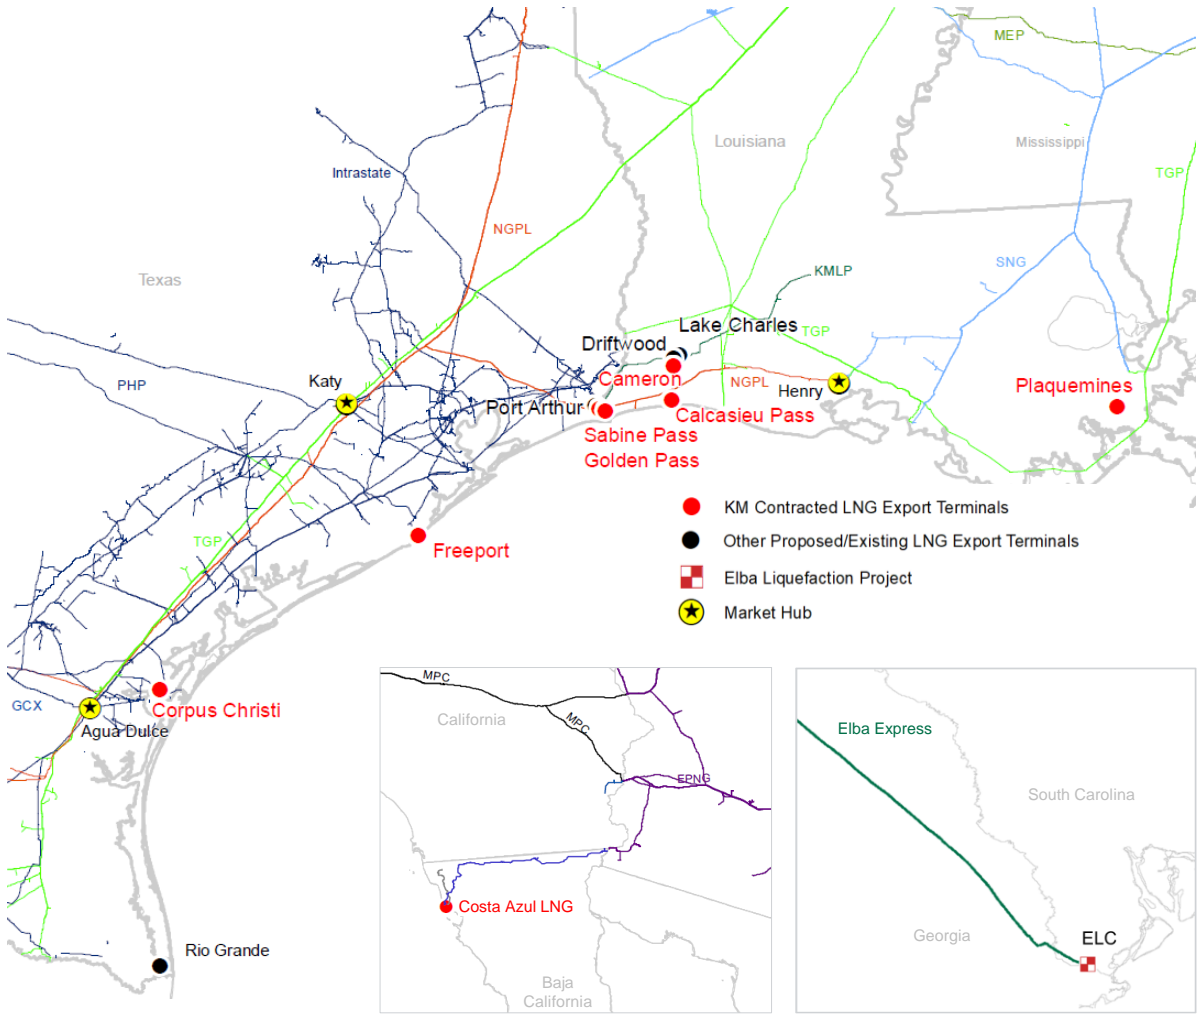 MEP
Louisiana
Mississippi
Intrastate
TGP
NGPL
SNG
KMLP
Texas
Lake Charles
TGP
Driftwood
PHP
Katy
Cameron
NGPL
Henry
Plaquemines
Port Arthur
Calcasieu Pass
Sabine Pass
Golden Pass
KM Contracted LNG Export Terminals
TGP
Freeport
Other Proposed/Existing LNG Export Terminals
Elba Liquefaction Project
Market Hub
GCX
Corpus Christi
Agua Dulce
MPC
California
MPC
EPNG
Costa Azul LNG
Baja
California
Elba Express
South Carolina
Georgia
ELC
Rio Grande